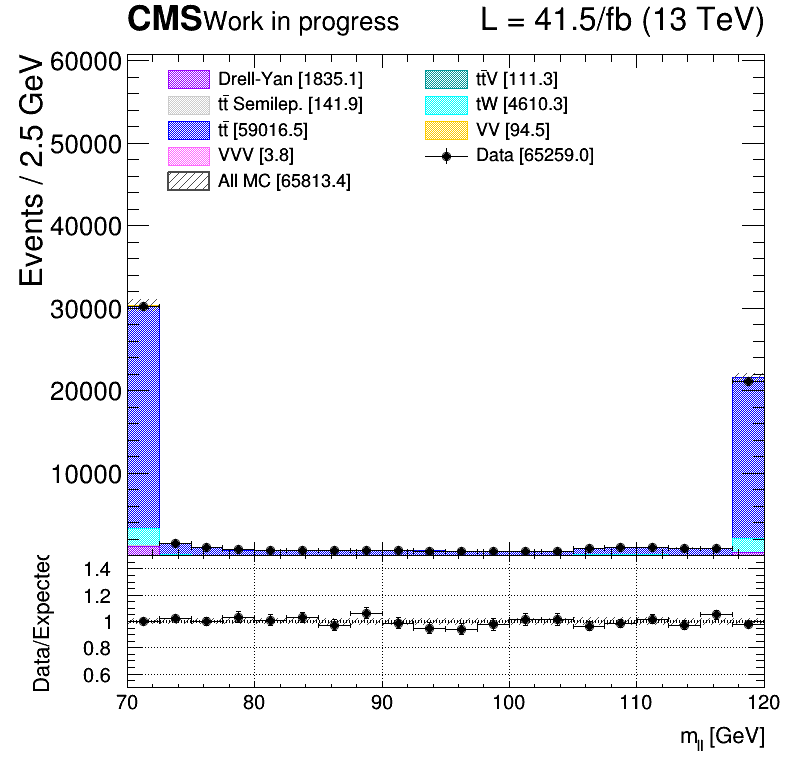 CMS Work in progress L = 41.5/fb (13 TeV)
Events / 2.5 GeV
60000
50000
40000
30000
20000
10000
Drell-Yan [1835.1]
tt̄ Semilep. [141.9]
tt̄ [59016.5]
VVV [3.8]
All MC [65813.4]
tt̄V [111.3]
tW [4610.3]
VV [94.5]
Data [65259.0]
Data/Expected
1.4
1.2
1
0.8
0.6
70 80 90 100 110 120
m_ll [GeV]